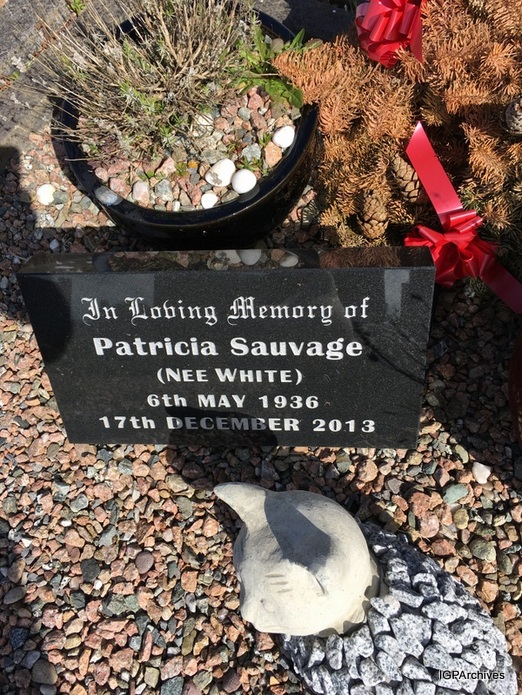 In Loving Memory of
Patricia Sauvage
(NEE WHITE)
6th MAY 1936
17th DECEMBER 2013
IGPArchives